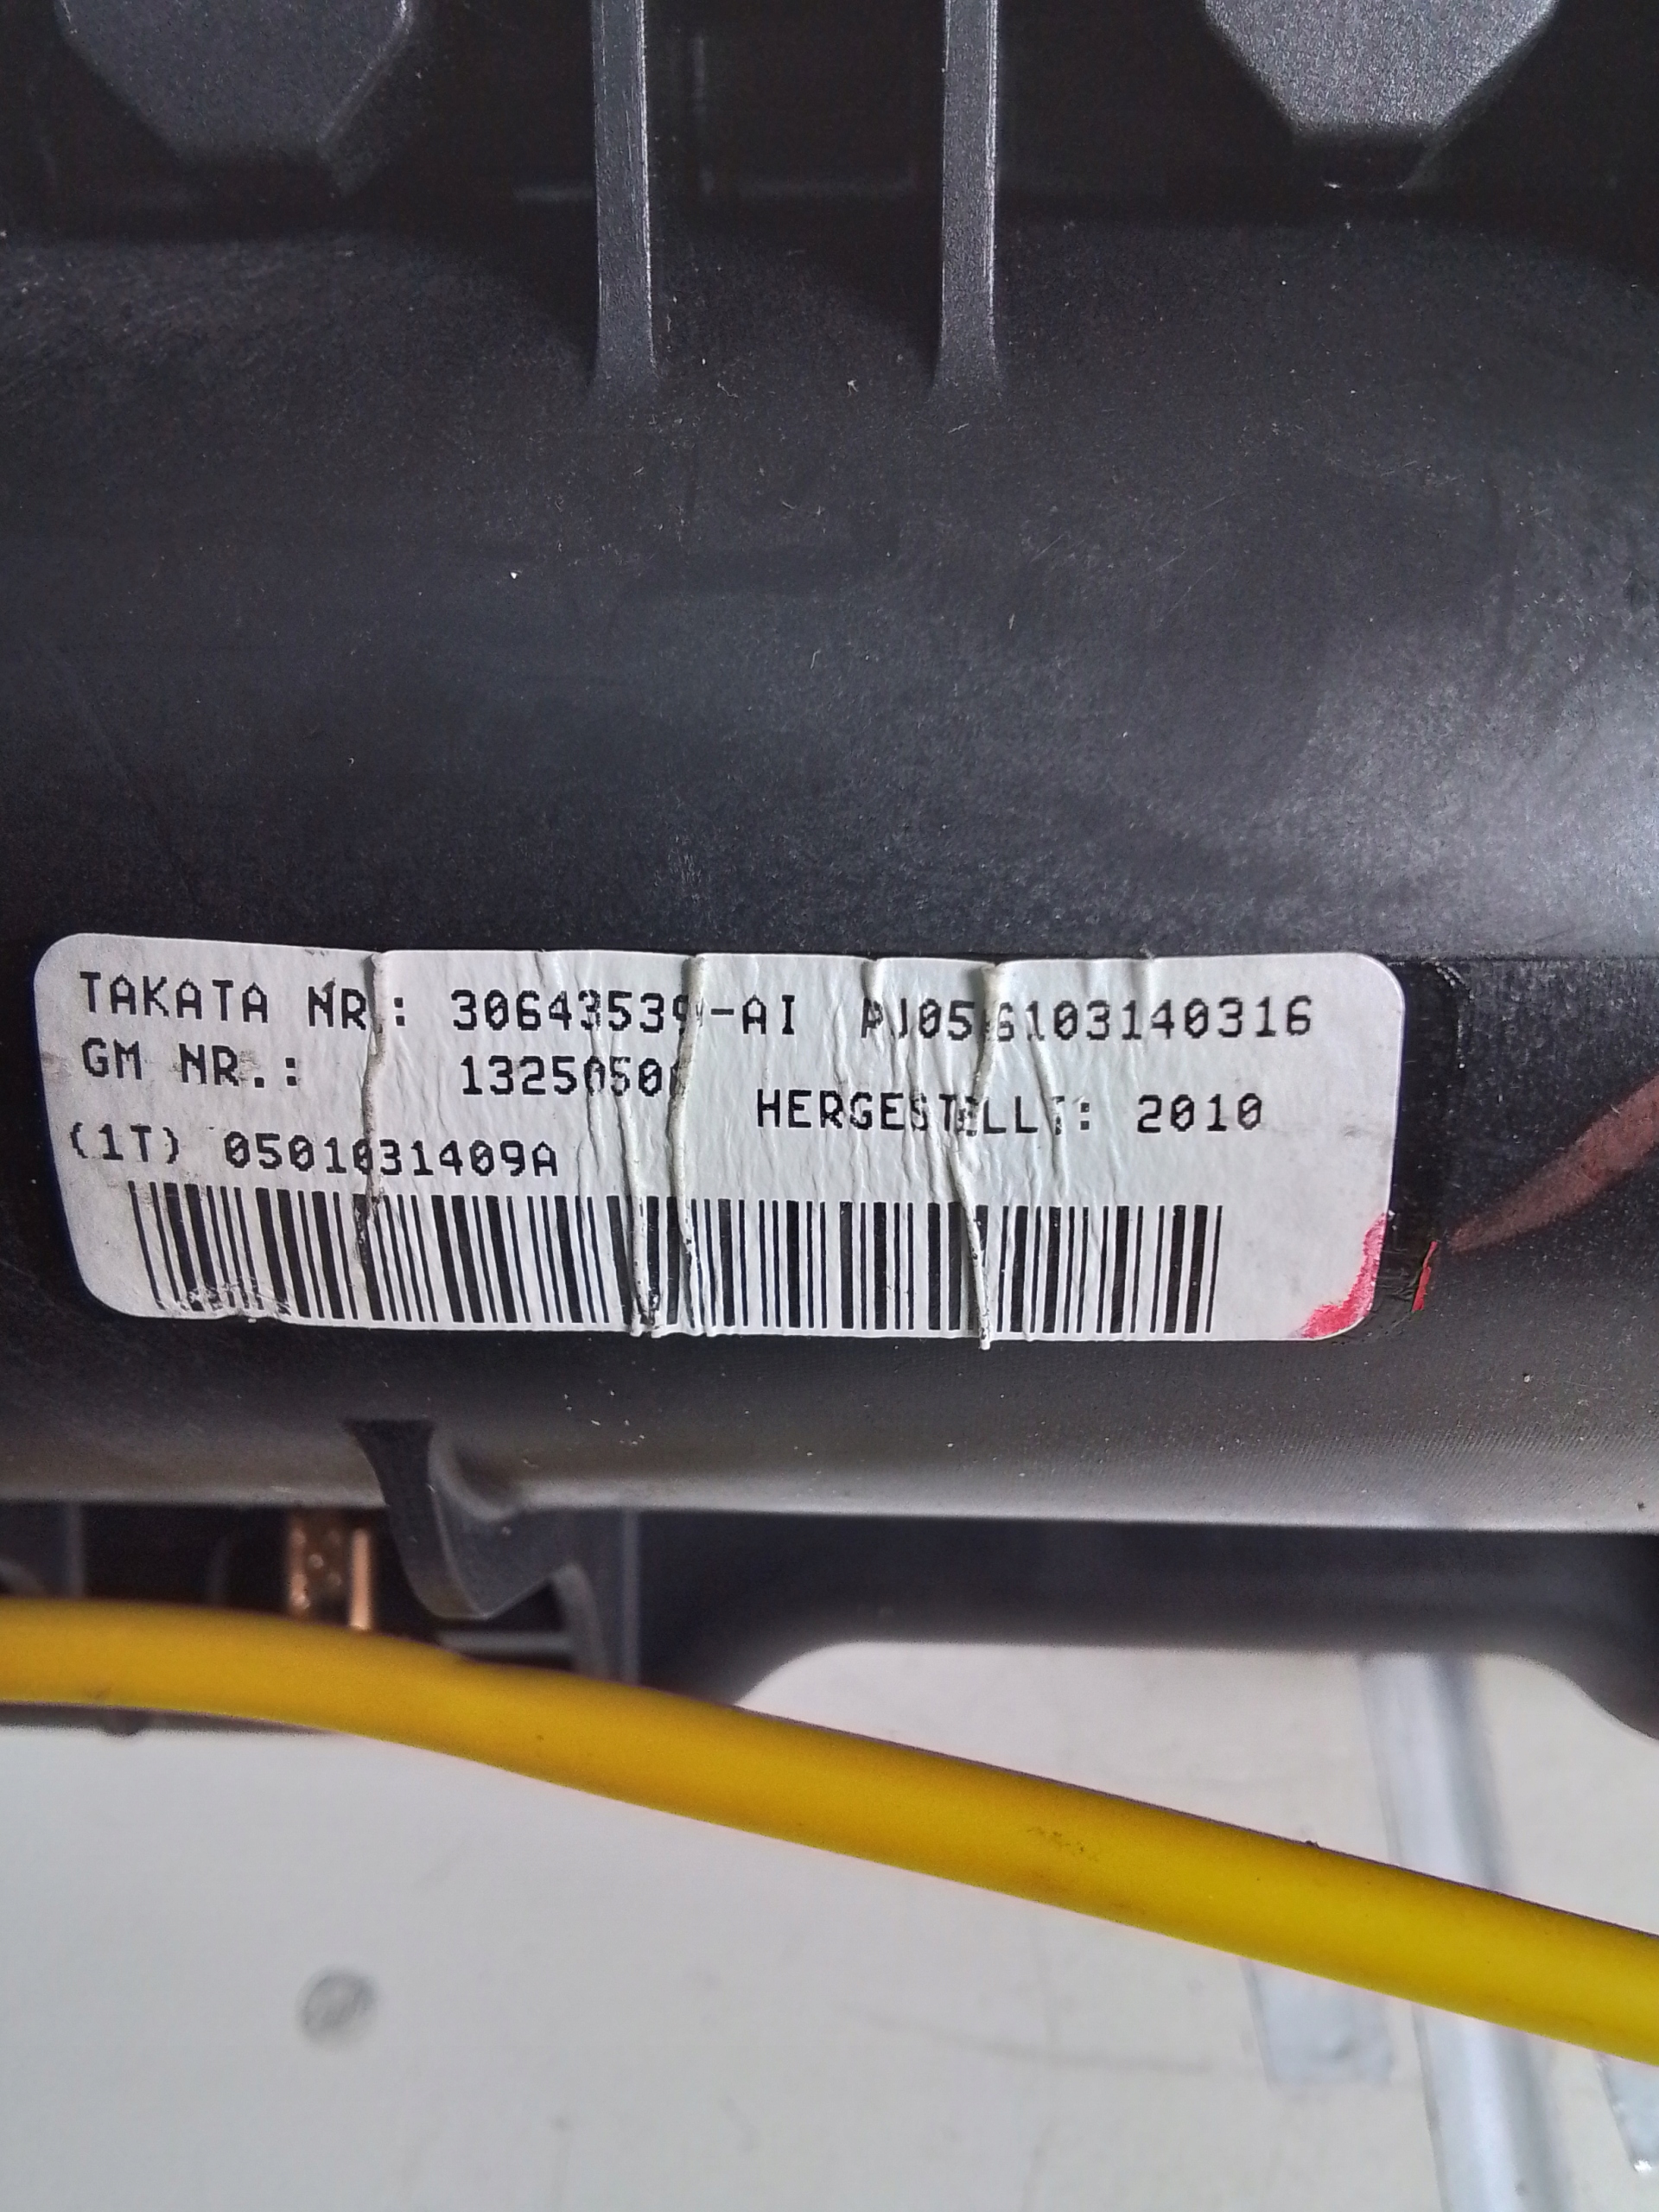 TAKATA NR.: 30643539-AI
GM NR.:
HERGESTELLT: 2010
(1T) 0501031409A